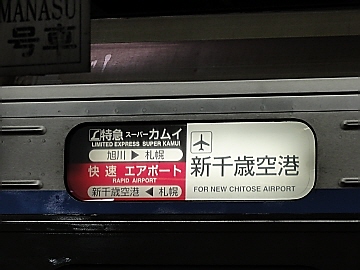 MANASU
号車
L特急 スーパーカムイ
LIMITED EXPRESS SUPER KAMUI
旭川 ▶ 札幌
快速 エアポート
RAPID AIRPORT
新千歳空港 ◀ 札幌
新千歳空港
FOR NEW CHITOSE AIRPORT